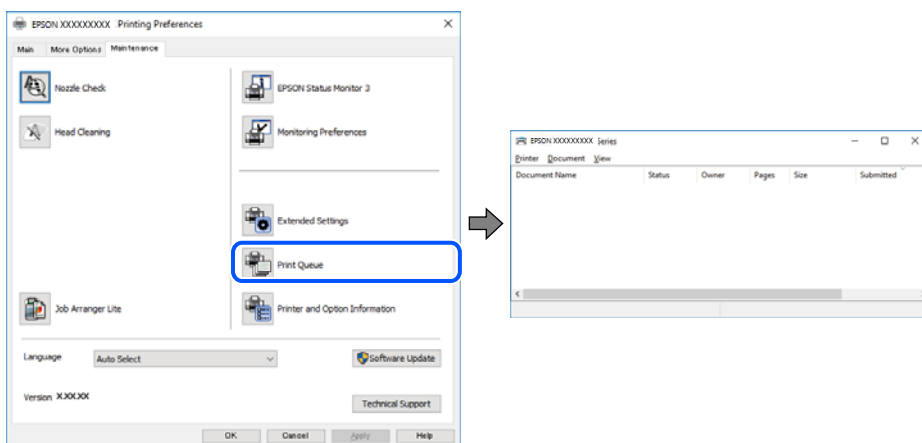 EPSON XXXXXXXXX Printing Preferences
Main More Options Maintenance
Nozzle Check
Head Cleaning
Job Arranger Lite
EPSON Status Monitor 3
Monitoring Preferences
Extended Settings
Print Queue
Printer and Option Information
Language Auto Select Software Update
Version X.XX.XX
Technical Support
OK Cancel Apply Help
EPSON XXXXXXXXX Series
Printer Document View
Document Name Status Owner Pages Size Submitted